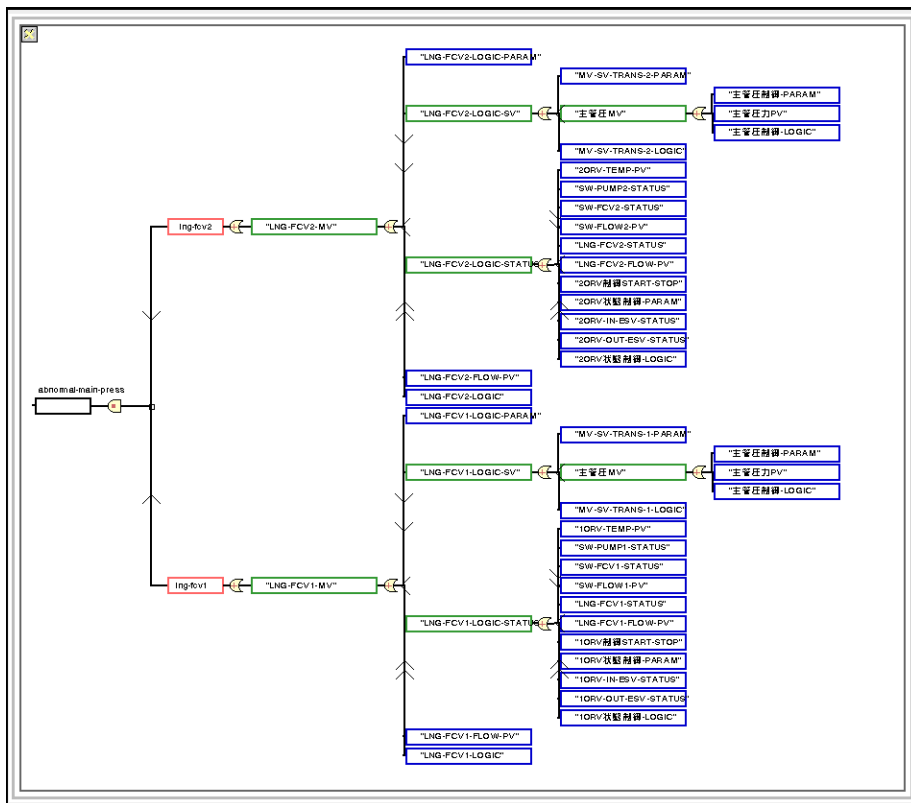 "LNG-FCV2-LOGIC-PARAM"
"MV-SV-TRANS-2-PARAM"
"主管圧制御-PARAM"
"LNG-FCV2-LOGIC-SV"
"主管圧MV"
"主管圧力PV"
"主管圧制御-LOGIC"
"MV-SV-TRANS-2-LOGIC"
"2ORV-TEMP-PV"
"SW-PUMP2-STATUS"
"SW-FCV2-STATUS"
lng-fcv2
"LNG-FCV2-MV"
"SW-FLOW2-PV"
"LNG-FCV2-STATUS"
"LNG-FCV2-LOGIC-STATUS
"LNG-FCV2-FLOW-PV"
"2ORV制御START-STOP"
"2ORV状態制御-PARAM"
"2ORV-IN-ESV-STATUS"
"2ORV-OUT-ESV-STATUS"
"2ORV状態制御-LOGIC"
"LNG-FCV2-FLOW-PV"
abnormal-main-press
"LNG-FCV2-LOGIC"
"LNG-FCV1-LOGIC-PARAM"
"MV-SV-TRANS-1-PARAM"
"主管圧制御-PARAM"
"LNG-FCV1-LOGIC-SV"
"主管圧MV"
"主管圧力PV"
"主管圧制御-LOGIC"
"MV-SV-TRANS-1-LOGIC"
"1ORV-TEMP-PV"
"SW-PUMP1-STATUS"
"SW-FCV1-STATUS"
lng-fcv1
"LNG-FCV1-MV"
"SW-FLOW1-PV"
"LNG-FCV1-STATUS"
"LNG-FCV1-LOGIC-STATUS
"LNG-FCV1-FLOW-PV"
"1ORV制御START-STOP"
"1ORV状態制御-PARAM"
"1ORV-IN-ESV-STATUS"
"1ORV-OUT-ESV-STATUS"
"1ORV状態制御-LOGIC"
"LNG-FCV1-FLOW-PV"
"LNG-FCV1-LOGIC"